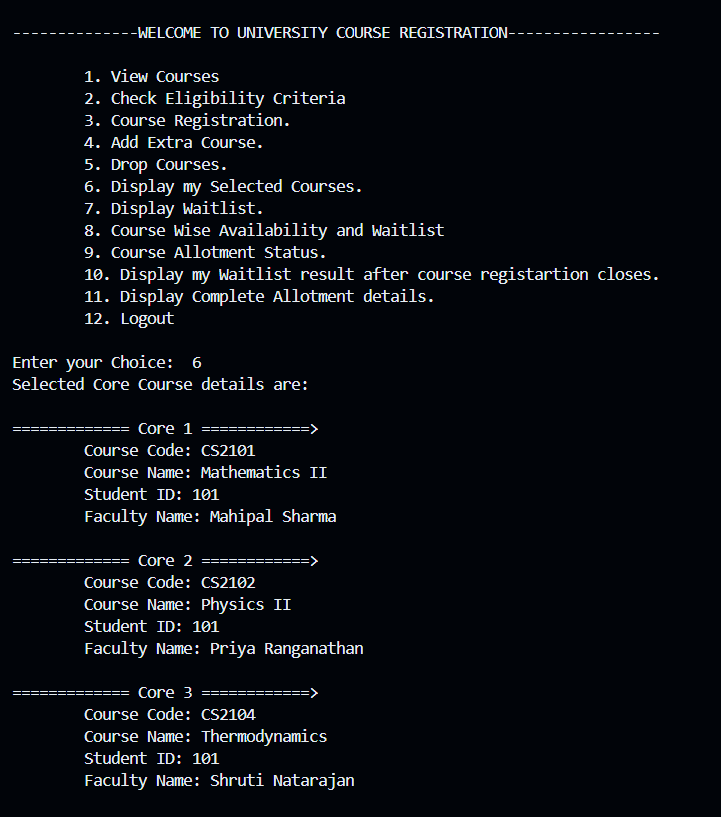 --------------WELCOME TO UNIVERSITY COURSE REGISTRATION-----------------
1. View Courses
2. Check Eligibility Criteria
3. Course Registration.
4. Add Extra Course.
5. Drop Courses.
6. Display my Selected Courses.
7. Display Waitlist.
8. Course Wise Availability and Waitlist
9. Course Allotment Status.
10. Display my Waitlist result after course registartion closes.
11. Display Complete Allotment details.
12. Logout
Enter your Choice:  6
Selected Core Course details are:
============= Core 1 ============>
Course Code: CS2101
Course Name: Mathematics II
Student ID: 101
Faculty Name: Mahipal Sharma
============= Core 2 ============>
Course Code: CS2102
Course Name: Physics II
Student ID: 101
Faculty Name: Priya Ranganathan
============= Core 3 ============>
Course Code: CS2104
Course Name: Thermodynamics
Student ID: 101
Faculty Name: Shruti Natarajan